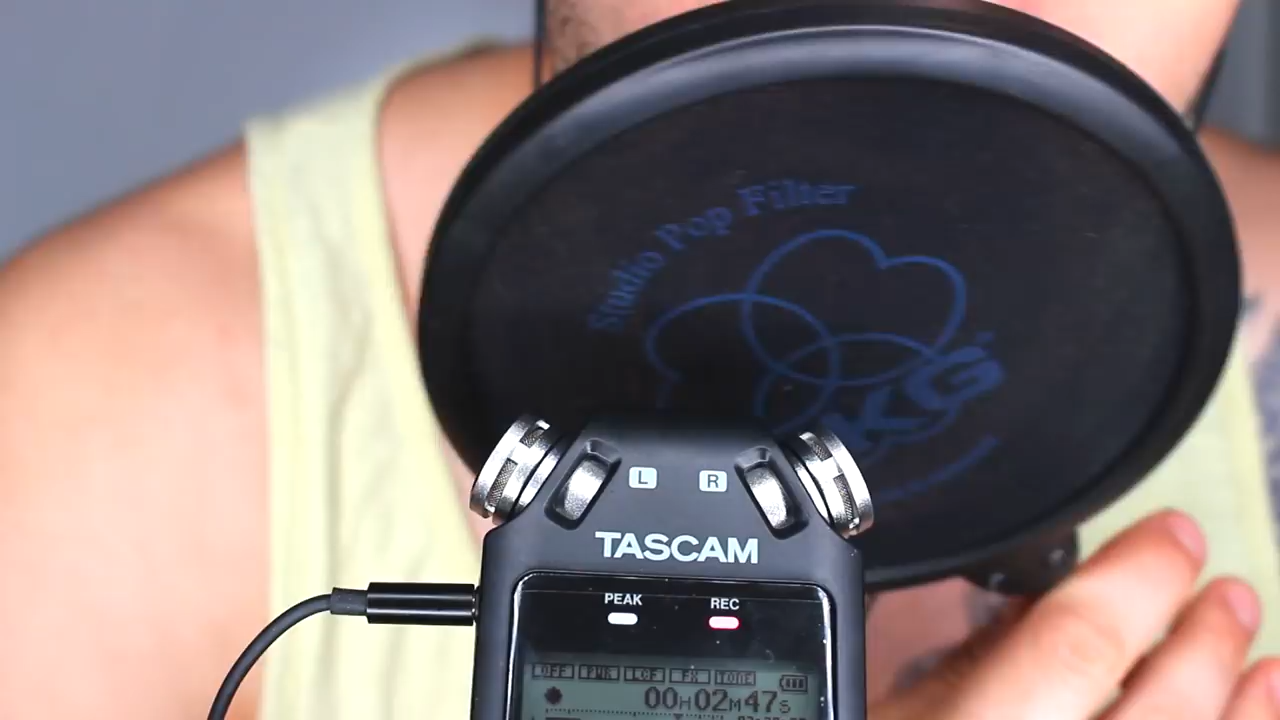 Studio Pop Filter
AKG
L R
TASCAM
PEAK REC
OFF PWR LCF FX TONE
00H02M47S